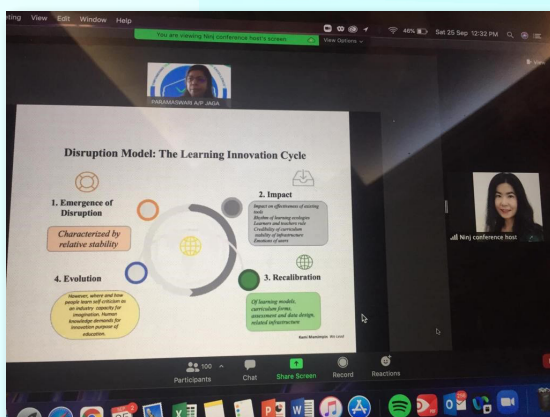 eting View Edit Window Help
46% Sat 25 Sep 12:32 PM
You are viewing Ninj conference host's screen
View Options
View
PARAMASWARI A/P JAGA
Disruption Model: The Learning Innovation Cycle
1. Emergence of
Disruption
Characterized by
relative stability
2. Impact
Impact on effectiveness of existing
tools
Rhythm of learning ecologies
Learners and teachers role
Credibility of curriculum
stability of infrastructure
Emotions of users
4. Evolution
However, where and how
people learn self-criticism as
an industry capacity for
imagination. Human
knowledge demands for
innovation purpose of
education.
3. Recalibration
Of learning models,
curriculum forms,
assessment and data design,
related infrastructure
Ninj conference host
100
Participants
Chat
Share Screen
Record
Reactions